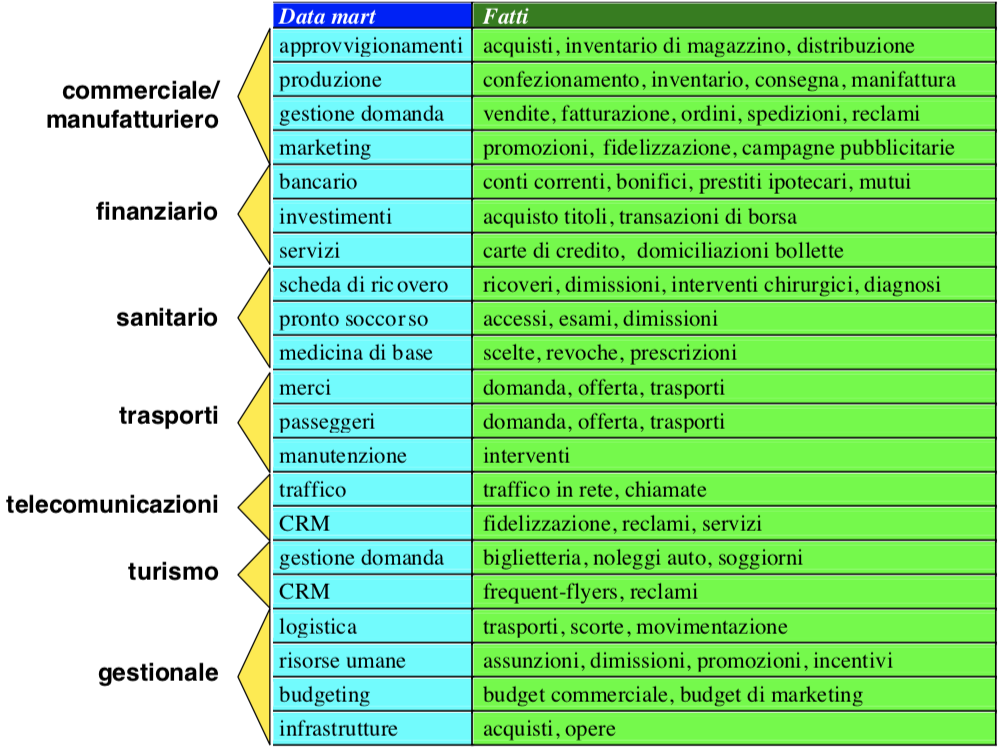 Data mart Fatti
commerciale/
manufatturiero
approvvigionamenti acquisti, inventario di magazzino, distribuzione
produzione confezionamento, inventario, consegna, manifattura
gestione domanda vendite, fatturazione, ordini, spedizioni, reclami
marketing promozioni, fidelizzazione, campagne pubblicitarie
finanziario
bancario conti correnti, bonifici, prestiti ipotecari, mutui
investimenti acquisto titoli, transazioni di borsa
servizi carte di credito, domiciliazioni bollette
sanitario
scheda di ricovero ricoveri, dimissioni, interventi chirurgici, diagnosi
pronto soccorso accessi, esami, dimissioni
medicina di base scelte, revoche, prescrizioni
trasporti
merci domanda, offerta, trasporti
passeggeri domanda, offerta, trasporti
manutenzione interventi
telecomunicazioni
traffico traffico in rete, chiamate
CRM fidelizzazione, reclami, servizi
turismo
gestione domanda biglietteria, noleggi auto, soggiorni
CRM frequent-flyers, reclami
gestionale
logistica trasporti, scorte, movimentazione
risorse umane assunzioni, dimissioni, promozioni, incentivi
budgeting budget commerciale, budget di marketing
infrastrutture acquisti, opere